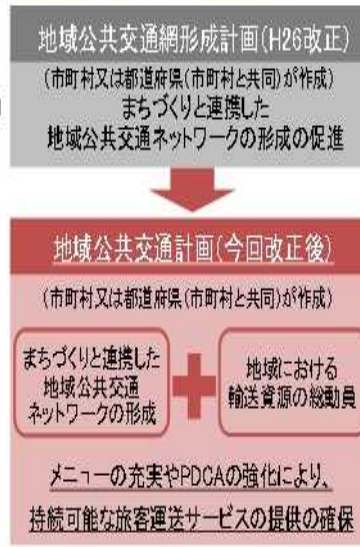 地域公共交通網形成計画(H26改正)
(市町村又は都道府県(市町村と共同)が作成)
まちづくりと連携した
地域公共交通ネットワークの形成の促進
地域公共交通計画(今回改正後)
(市町村又は都道府県(市町村と共同)が作成)
まちづくりと連携した
地域公共交通
ネットワークの形成
地域における
輸送資源の総動員
メニューの充実やPDCAの強化により、
持続可能な旅客運送サービスの提供の確保